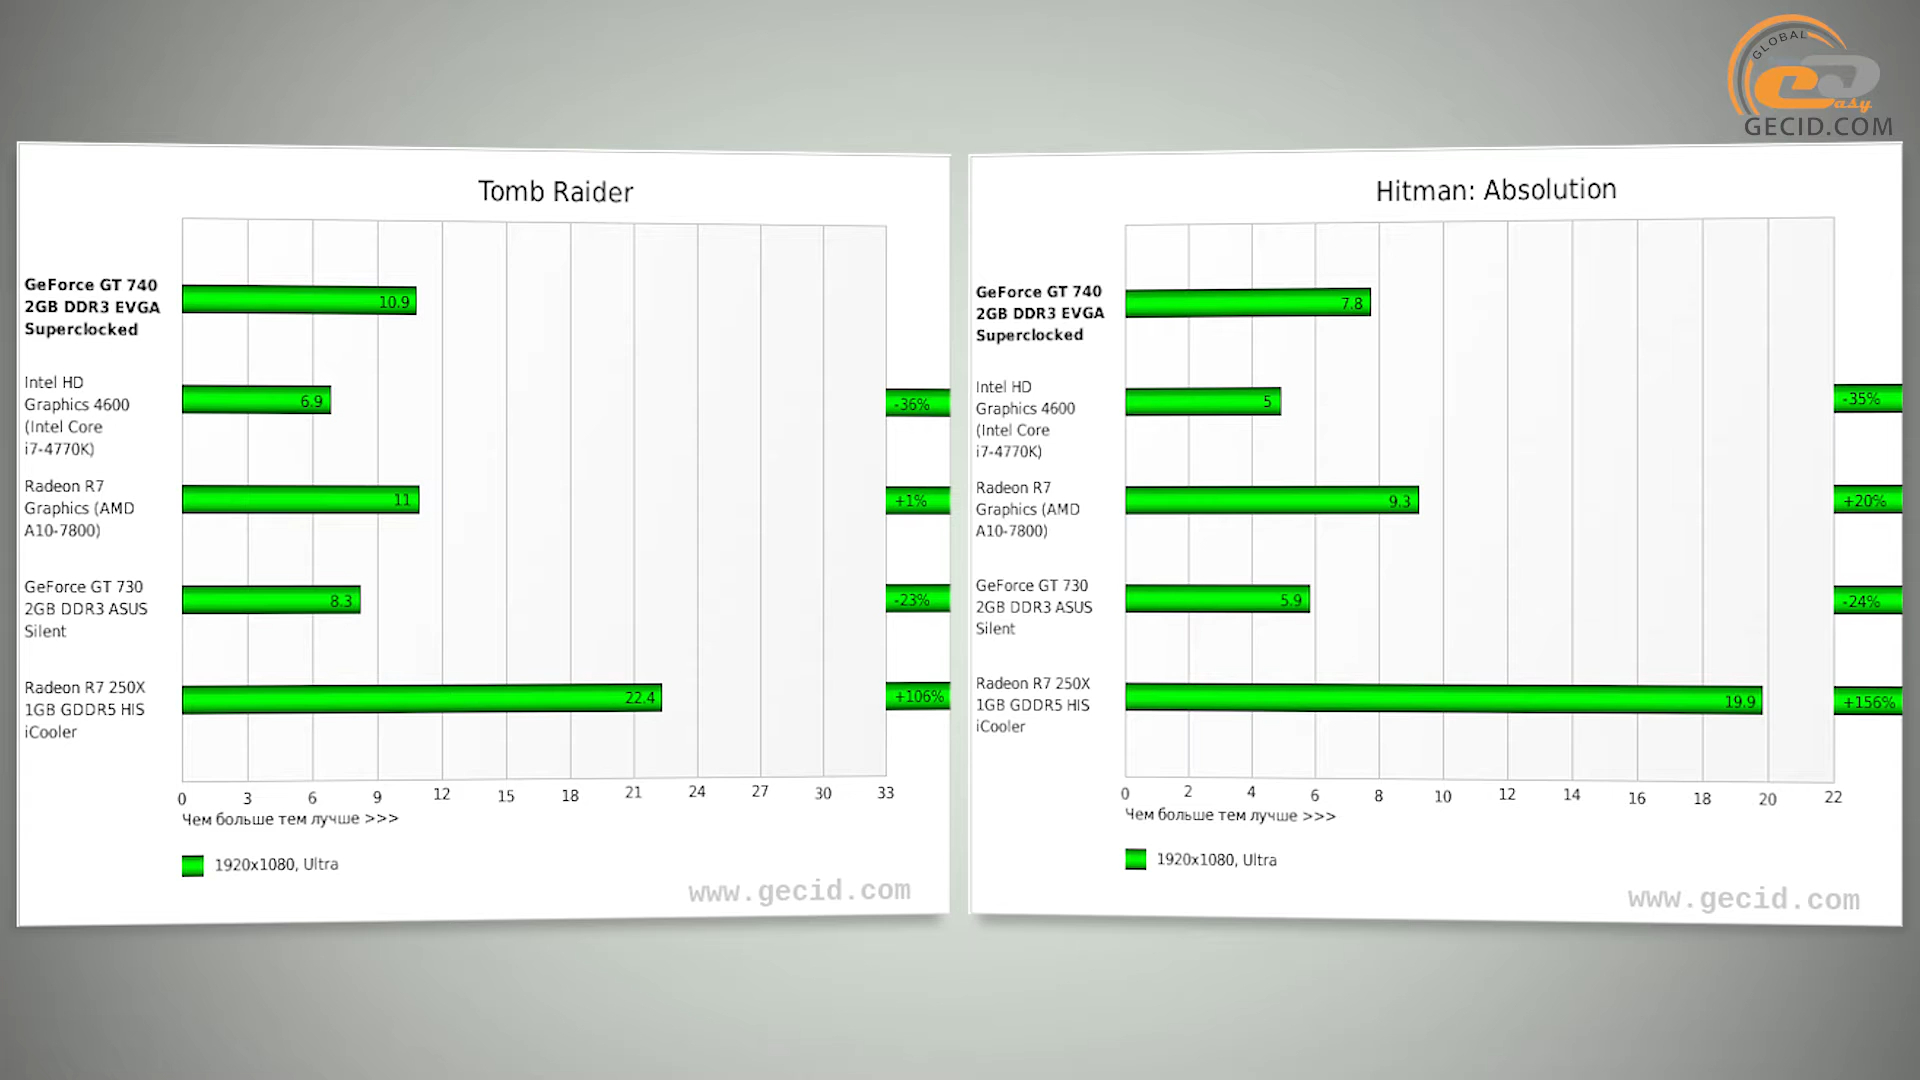 GLOBAL
easy
GECID.COM
Tomb Raider
GeForce GT 740
2GB DDR3 EVGA
Superclocked
10.9
Intel HD
Graphics 4600
(Intel Core
i7-4770K)
6.9
-36%
Radeon R7
Graphics (AMD
A10-7800)
11
+1%
GeForce GT 730
2GB DDR3 ASUS
Silent
8.3
-23%
Radeon R7 250X
1GB GDDR5 HIS
iCooler
22.4
+106%
0 3 6 9 12 15 18 21 24 27 30 33
Чем больше тем лучше >>>
1920x1080, Ultra
www.gecid.com
Hitman: Absolution
GeForce GT 740
2GB DDR3 EVGA
Superclocked
7.8
Intel HD
Graphics 4600
(Intel Core
i7-4770K)
5
-35%
Radeon R7
Graphics (AMD
A10-7800)
9.3
+20%
GeForce GT 730
2GB DDR3 ASUS
Silent
5.9
-24%
Radeon R7 250X
1GB GDDR5 HIS
iCooler
19.9
+156%
0 2 4 6 8 10 12 14 16 18 20 22
Чем больше тем лучше >>>
1920x1080, Ultra
www.gecid.com